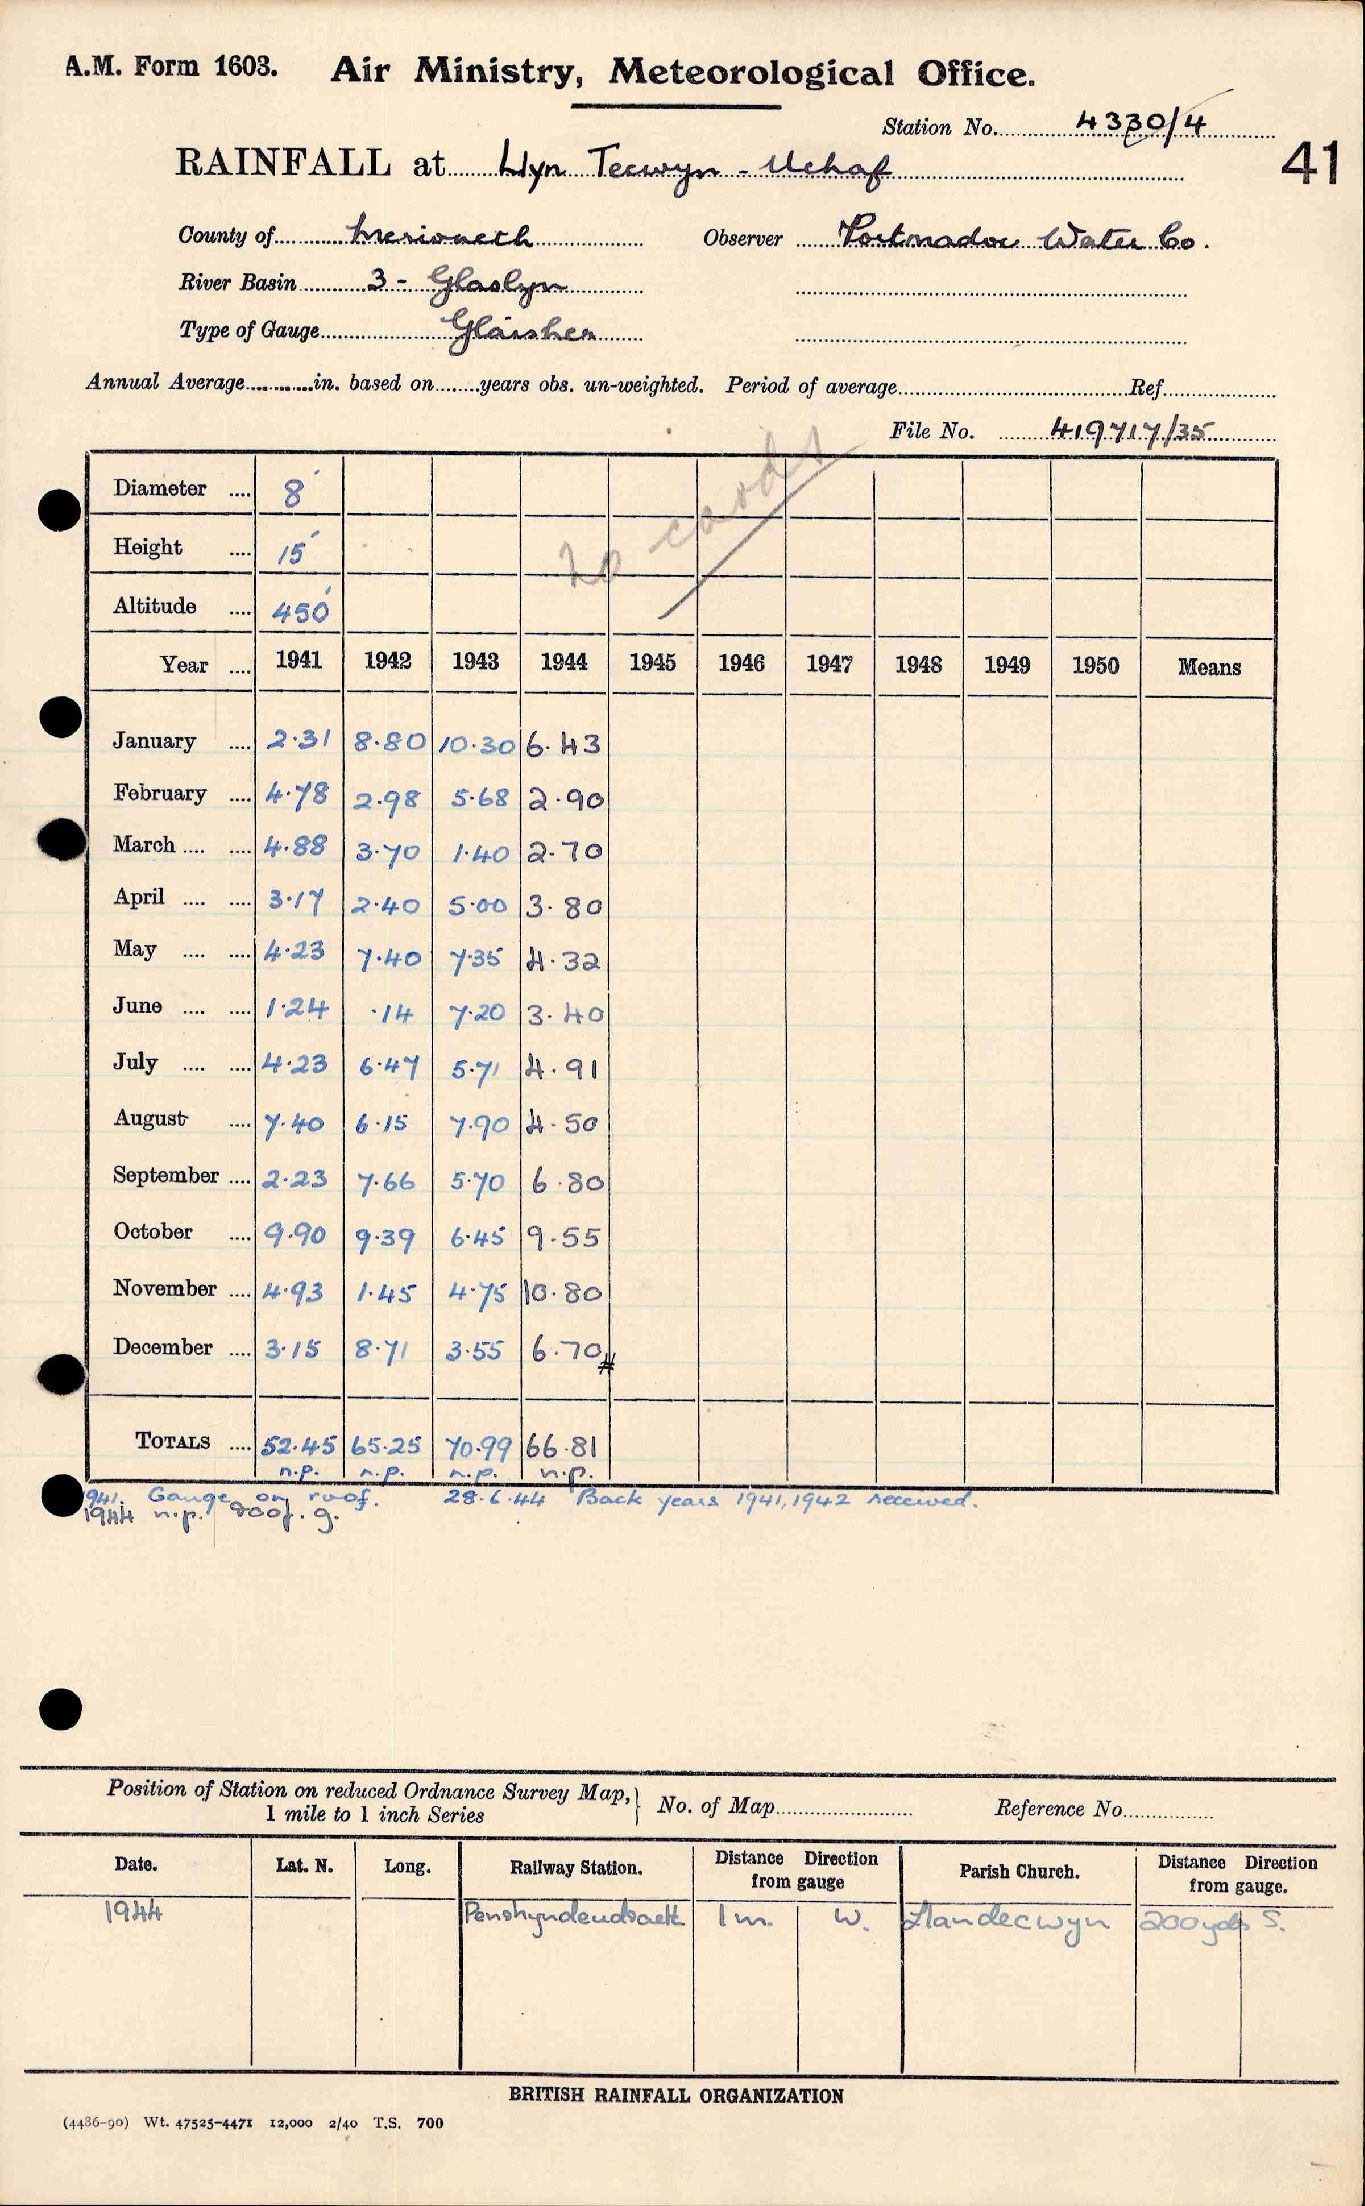 A.M. Form 1603. Air Ministry, Meteorological Office.
Station No. 4330/4
41
RAINFALL at Llyn Tecwyn - Uchaf
County of Merioneth Observer Portmadoc Water Co.
River Basin 3 - Glaslyn
Type of Gauge Glaisher
Annual Average in. based on years obs. un-weighted. Period of average Ref.
File No. 419717/35
no cards
Diameter .... 8
Height .... 15'
Altitude .... 450'
Year .... 1941 1942 1943 1944 1945 1946 1947 1948 1949 1950 Means
January .... 2.31 8.80 10.30 6.43
February .... 4.78 2.98 5.68 2.90
March .... .... 4.88 3.70 1.40 2.70
April .... .... 3.17 2.40 5.00 3.80
May .... .... 4.23 7.40 7.35 4.32
June .... .... 1.24 .14 7.20 3.40
July .... .... 4.23 6.47 5.71 4.91
August .... 7.40 6.15 7.90 4.50
September .... 2.23 7.66 5.70 6.80
October .... 9.90 9.39 6.45 9.55
November .... 4.93 1.45 4.75 10.80
December .... 3.15 8.71 3.55 6.70 #
TOTALS .... 52.45 65.25 70.99 66.81
n.p. n.p. n.p. n.p.
1941. Gauge on roof. 28.6.44 Back years 1941, 1942 received.
1944 n.p. roof. g.
Position of Station on reduced Ordnance Survey Map, } No. of Map Reference No.
1 mile to 1 inch Series
Date. Lat. N. Long. Railway Station. Distance Direction from gauge Parish Church. Distance Direction from gauge.
1944 Penrhyndeudraeth 1 m. W. Llandecwyn 200 yds S.
BRITISH RAINFALL ORGANIZATION
(4486-90) Wt. 47525-4471 12,000 2/40 T.S. 700